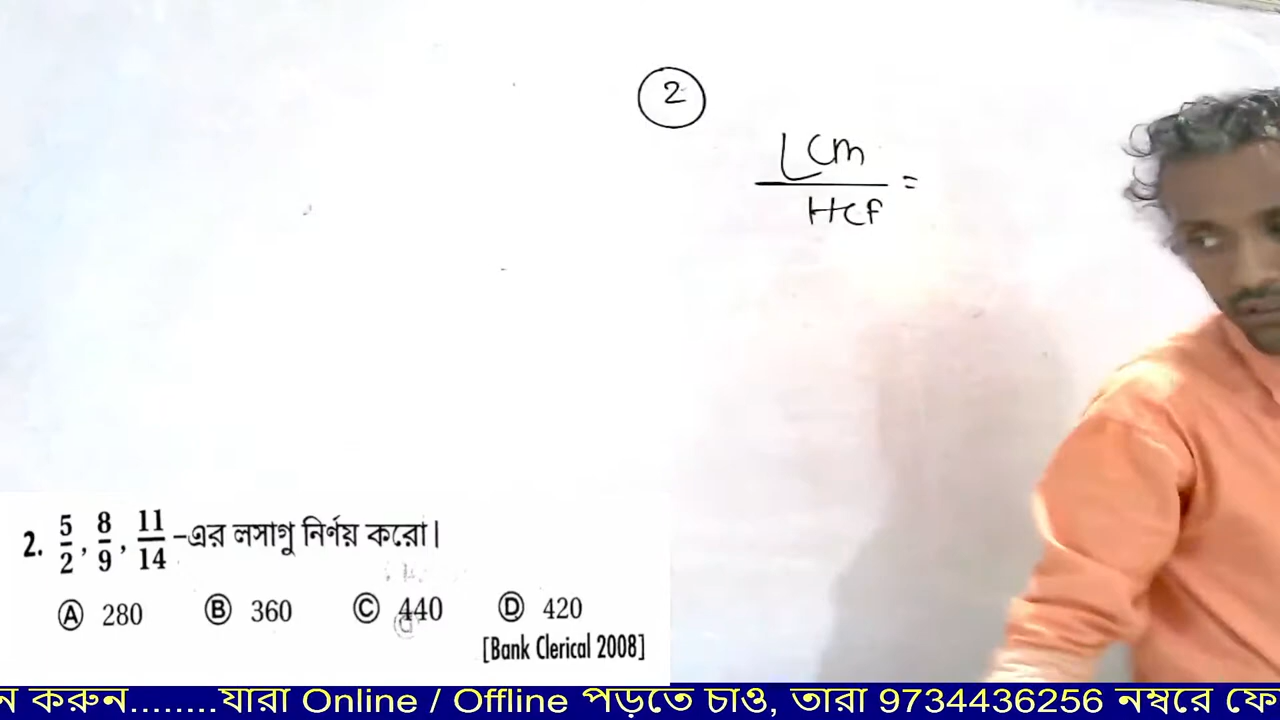 2
LCM
HCF =
2. 5/2, 8/9, 11/14 -এর লসাগু নির্ণয় করো।
Ⓐ 280 Ⓑ 360 Ⓒ 440 Ⓓ 420
[Bank Clerical 2008]
ন করুন........যারা Online / Offline পড়তে চাও, তারা 9734436256 নম্বরে ফে